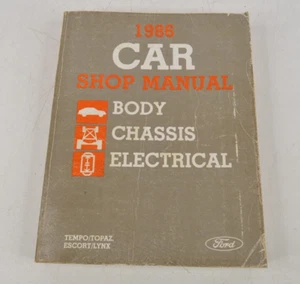 1985
CAR
SHOP MANUAL
BODY
CHASSIS
ELECTRICAL
TEMPO/TOPAZ
ESCORT/LYNX
Ford